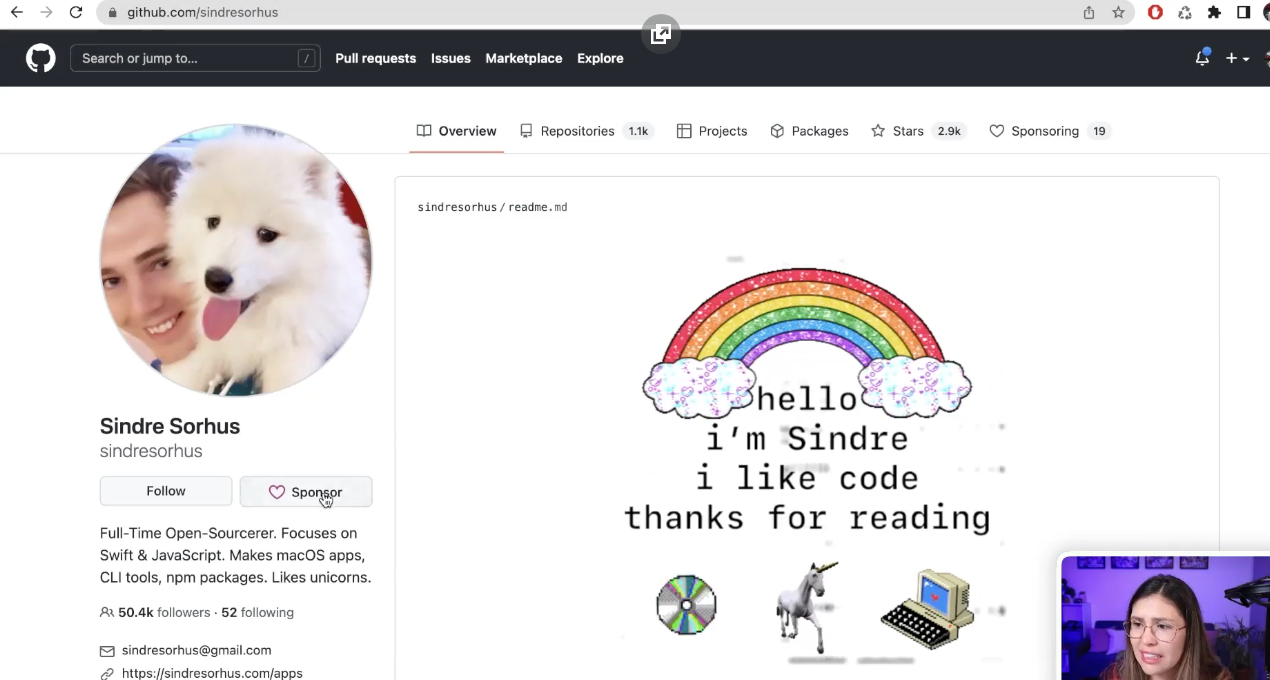 github.com/sindresorhus
Search or jump to... /
Pull requests Issues Marketplace Explore
Overview Repositories 1.1k Projects Packages Stars 2.9k Sponsoring 19
sindresorhus/readme.md
hello
i'm Sindre
i like code
thanks for reading
Sindre Sorhus
sindresorhus
Follow Sponsor
Full-Time Open-Sourcerer. Focuses on
Swift & JavaScript. Makes macOS apps,
CLI tools, npm packages. Likes unicorns.
50.4k followers · 52 following
sindresorhus@gmail.com
https://sindresorhus.com/apps